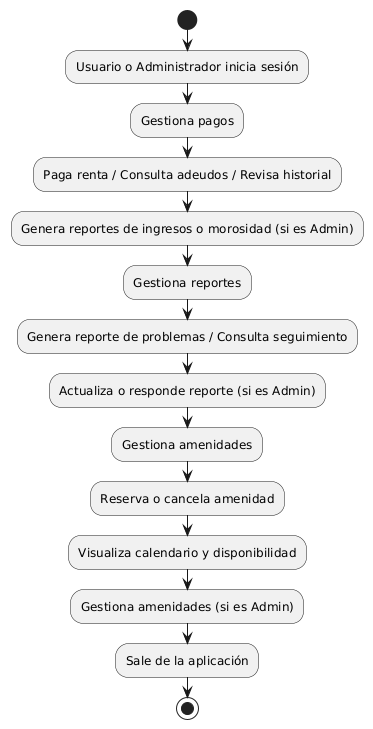 Usuario o Administrador inicia sesión
Gestiona pagos
Paga renta / Consulta adeudos / Revisa historial
Genera reportes de ingresos o morosidad (si es Admin)
Gestiona reportes
Genera reporte de problemas / Consulta seguimiento
Actualiza o responde reporte (si es Admin)
Gestiona amenidades
Reserva o cancela amenidad
Visualiza calendario y disponibilidad
Gestiona amenidades (si es Admin)
Sale de la aplicación